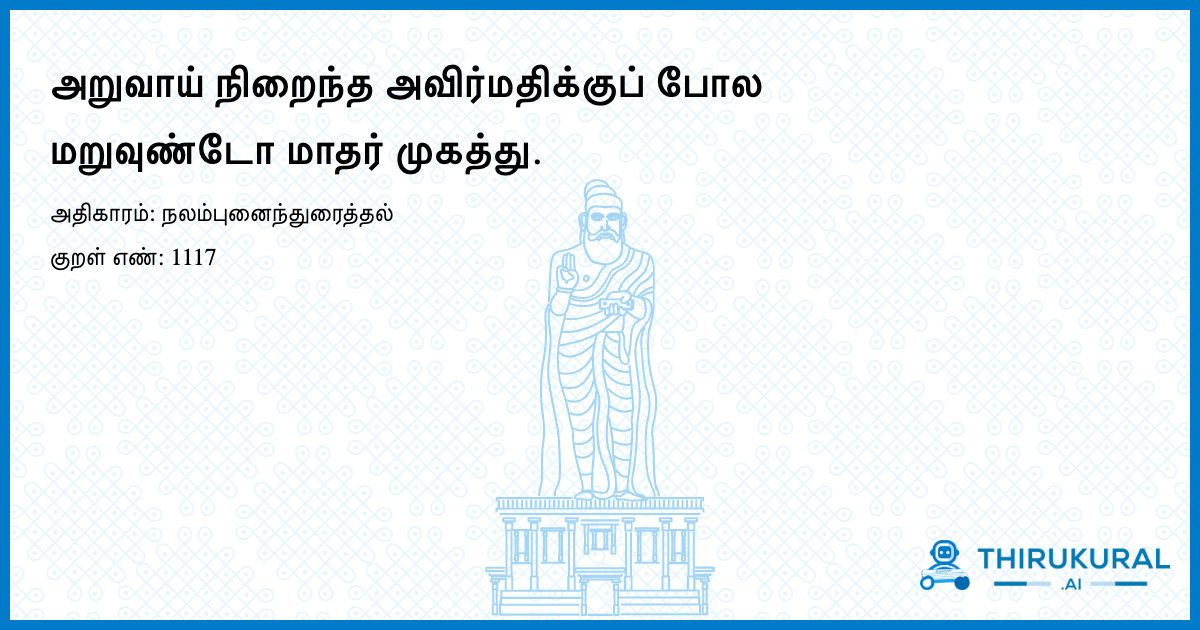 அறுவாய் நிறைந்த அவிர்மதிக்குப் போல
மறுவுண்டோ மாதர் முகத்து.
அதிகாரம்: நலம்புனைந்துரைத்தல்
குறள் எண்: 1117
THIRUKURAL
.AI